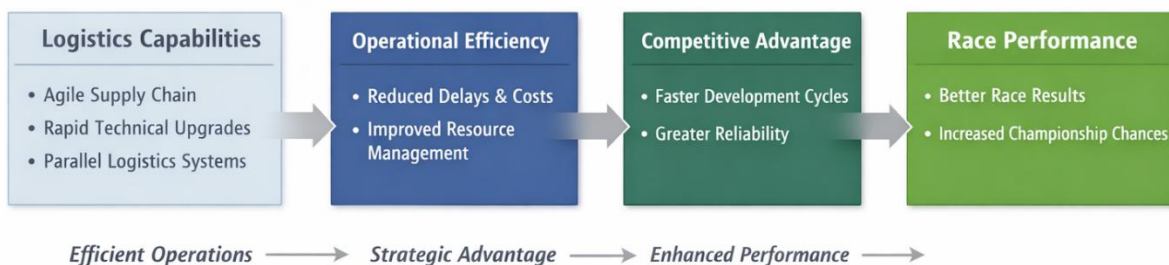 Logistics Capabilities
• Agile Supply Chain
• Rapid Technical Upgrades
• Parallel Logistics Systems
Operational Efficiency
• Reduced Delays & Costs
• Improved Resource
Management
Competitive Advantage
• Faster Development Cycles
• Greater Reliability
Race Performance
• Better Race Results
• Increased Championship Chances
Efficient Operations
Strategic Advantage
Enhanced Performance